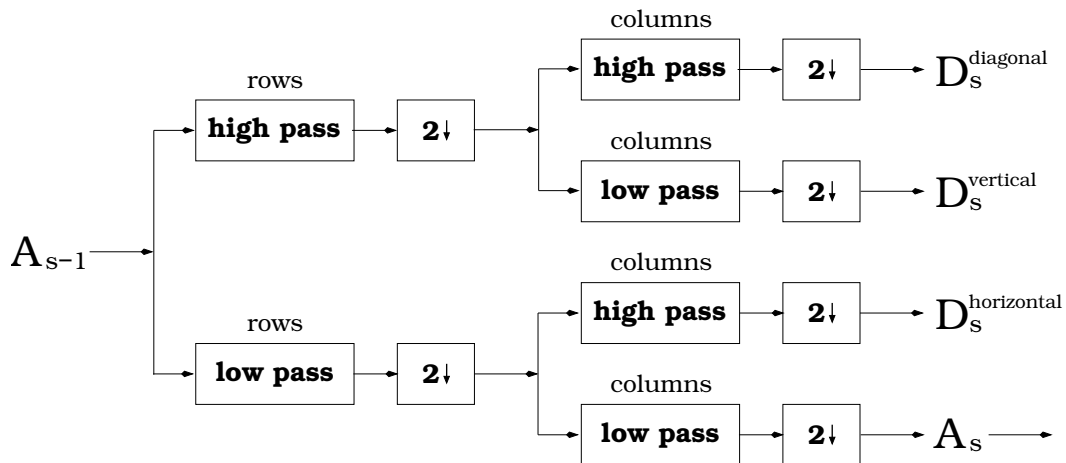 columns
high pass
2↓
D_s^diagonal
rows
high pass
2↓
columns
low pass
2↓
D_s^vertical
A_s-1
columns
high pass
2↓
D_s^horizontal
rows
low pass
2↓
columns
low pass
2↓
A_s